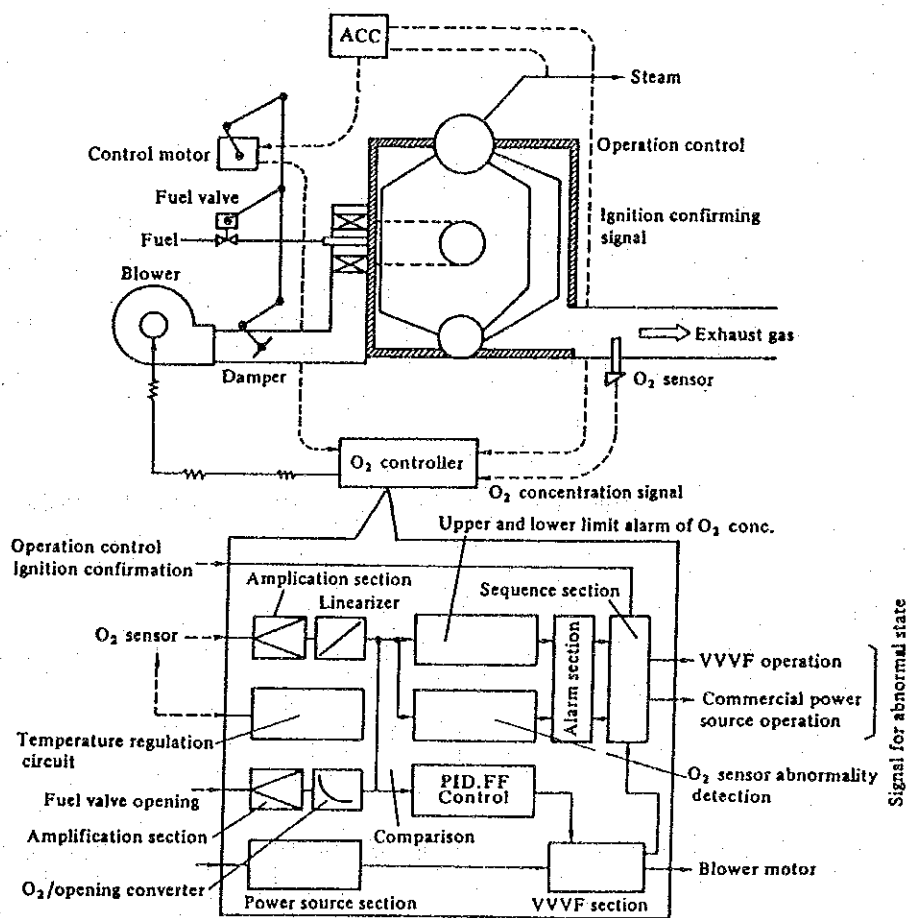 ACC
Steam
Control motor
Operation control
Fuel valve
Ignition confirming
signal
Fuel
Blower
Exhaust gas
Damper
O₂ sensor
O₂ controller
O₂ concentration signal
Upper and lower limit alarm of O₂ conc.
Operation control
Ignition confirmation
Amplication section
Linearizer
Sequence section
O₂ sensor
Alarm section
VVVF operation
Commercial power
source operation
Signal for abnormal state
Temperature regulation
circuit
O₂ sensor abnormality
detection
Fuel valve opening
PID.FF
Control
Amplification section
Comparison
O₂/opening converter
Power source section
VVVF section
Blower motor